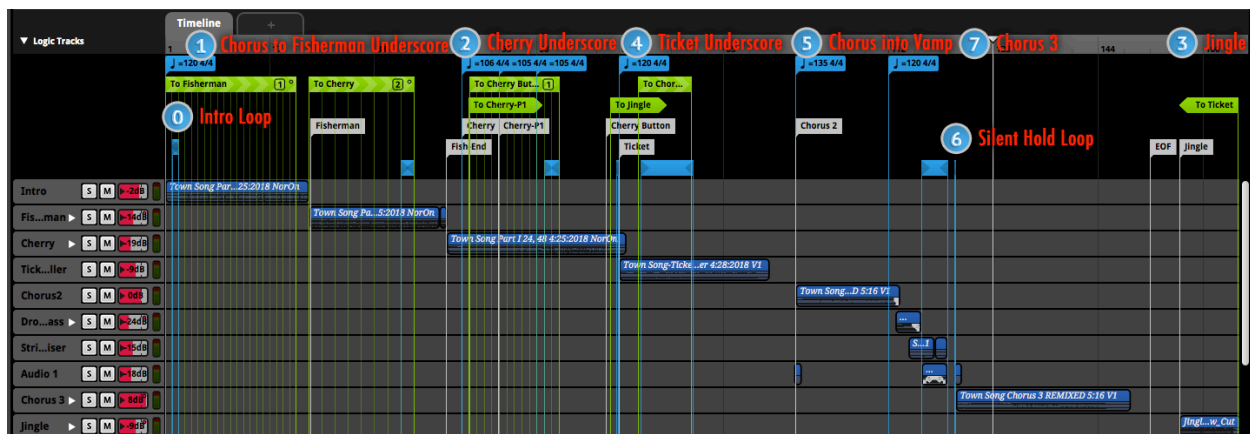 Timeline
+
▼ Logic Tracks
1
144
1 Chorus to Fisherman Underscore
2 Cherry Underscore
4 Ticket Underscore
5 Chorus into Vamp
7 Chorus 3
3 Jingle
♩=120 4/4
♩=106 4/4 =105 4/4 =105 4/4
♩=120 4/4
♩=135 4/4
♩=120 4/4
To Fisherman 1
To Cherry 2
To Cherry But... 1
To Chor...
To Cherry-P1
To Jingle
To Ticket
0 Intro Loop
Fisherman
Cherry
Cherry-P1
Cherry Button
Chorus 2
6 Silent Hold Loop
Fish End
Ticket
EOF
Jingle
Intro S M -2dB
Town Song Par...25:2018 NorOn
Fis...man S M -14dB
Town Song Pa...5:2018 NorOn
Cherry S M -19dB
Town Song Part I 24, 48 4:25:2018 NorOn
Tick...ller S M -9dB
Town Song-Ticke...er 4:28:2018 V1
Chorus2 S M 0dB
Town Song...D 5:16 V1
Dro...ass S M -24dB
...
Stri...iser S M -15dB
S...1
Audio 1 S M -18dB
...
Chorus 3 S M 8dB
Town Song Chorus 3 REMIXED 5:16 V1
Jingle S M -9dB
Jingl...w_Cut